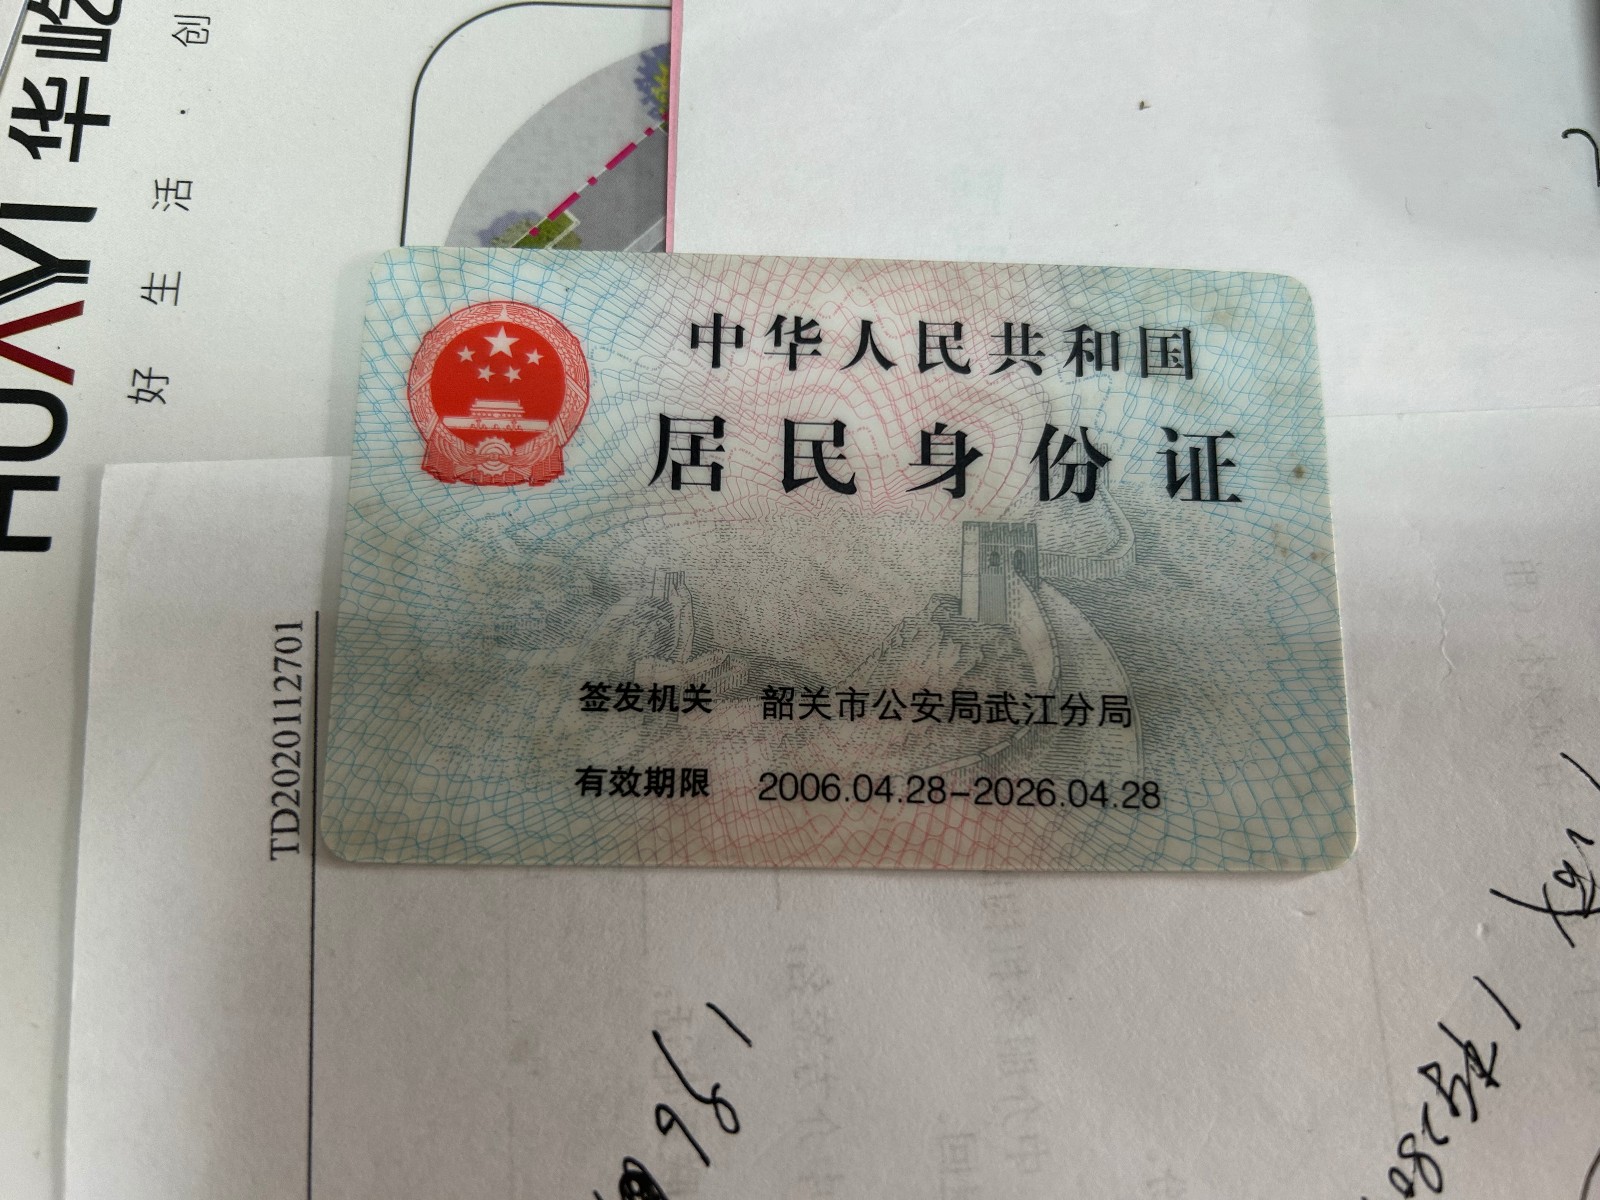 HUAYI 华屹
好生活·创
中华人民共和国
居民身份证
签发机关 韶关市公安局武江分局
有效期限 2006.04.28-2026.04.28
TD2020112701